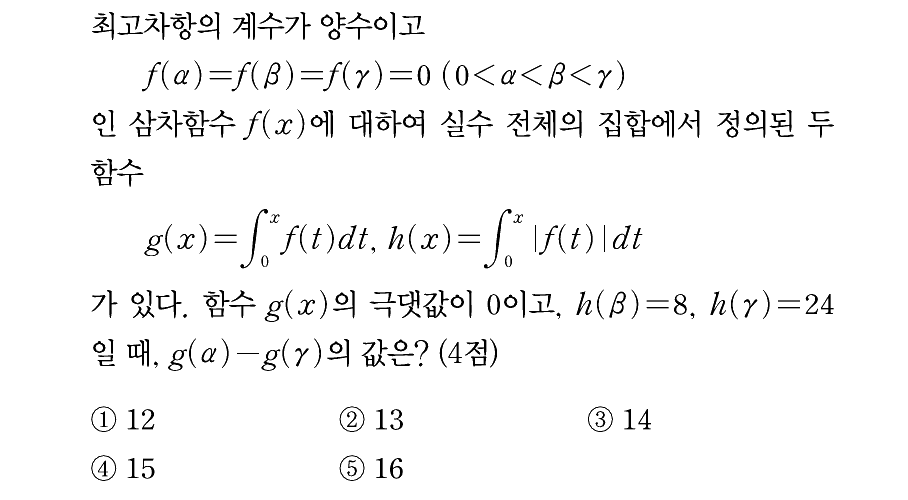 최고차항의 계수가 양수이고
f(α)=f(β)=f(γ)=0 (0<α<β<γ)
인 삼차함수 f(x)에 대하여 실수 전체의 집합에서 정의된 두
함수
g(x)=∫₀ˣ f(t)dt, h(x)=∫₀ˣ |f(t)|dt
가 있다. 함수 g(x)의 극댓값이 0이고, h(β)=8, h(γ)=24
일 때, g(α)-g(γ)의 값은? (4점)
① 12 ② 13 ③ 14
④ 15 ⑤ 16